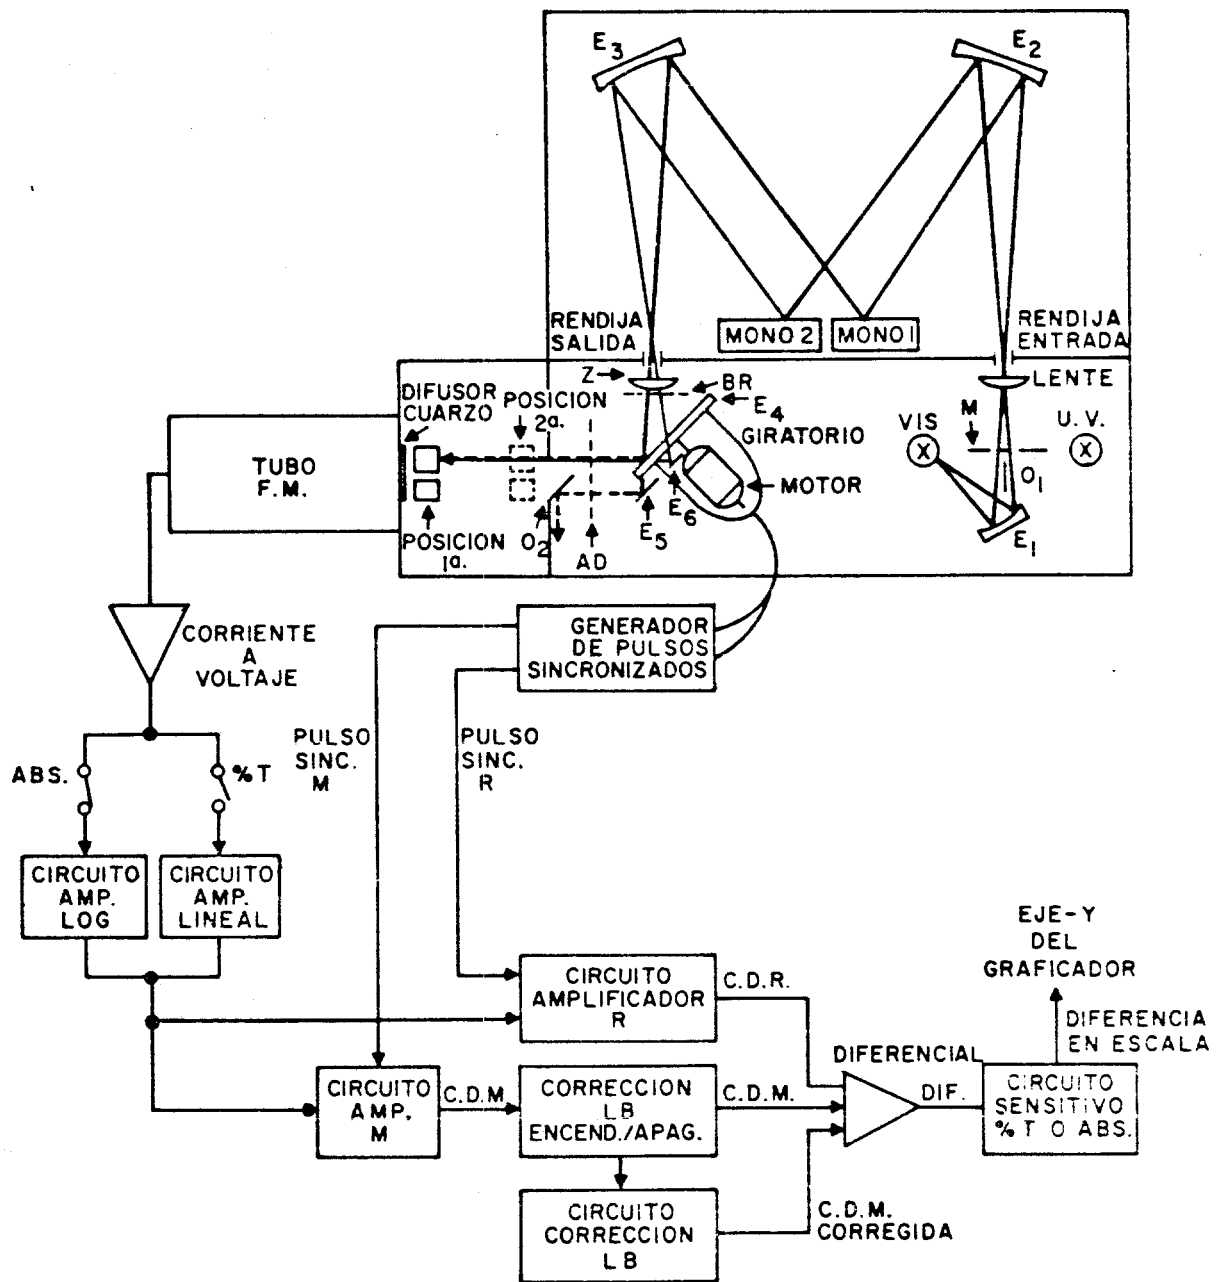 E3
E2
RENDIJA
SALIDA
MONO 2
MONO 1
RENDIJA
ENTRADA
Z
BR
LENTE
DIFUSOR
CUARZO
POSICION
2a.
E4
GIRATORIO
VIS
M
U.V.
TUBO
F.M.
MOTOR
O1
E6
E5
E1
POSICION
1a.
O2
AD
CORRIENTE
A
VOLTAJE
GENERADOR
DE PULSOS
SINCRONIZADOS
PULSO
SINC.
M
PULSO
SINC.
R
ABS.
%T
CIRCUITO
AMP.
LOG
CIRCUITO
AMP.
LINEAL
EJE-Y
DEL
GRAFICADOR
CIRCUITO
AMPLIFICADOR
R
C.D.R.
DIFERENCIA
EN ESCALA
DIFERENCIAL
CIRCUITO
AMP.
M
C.D.M.
CORRECCION
LB
ENCEND./APAG.
C.D.M.
DIF.
CIRCUITO
SENSITIVO
%T O ABS.
CIRCUITO
CORRECCION
LB
C.D.M.
CORREGIDA